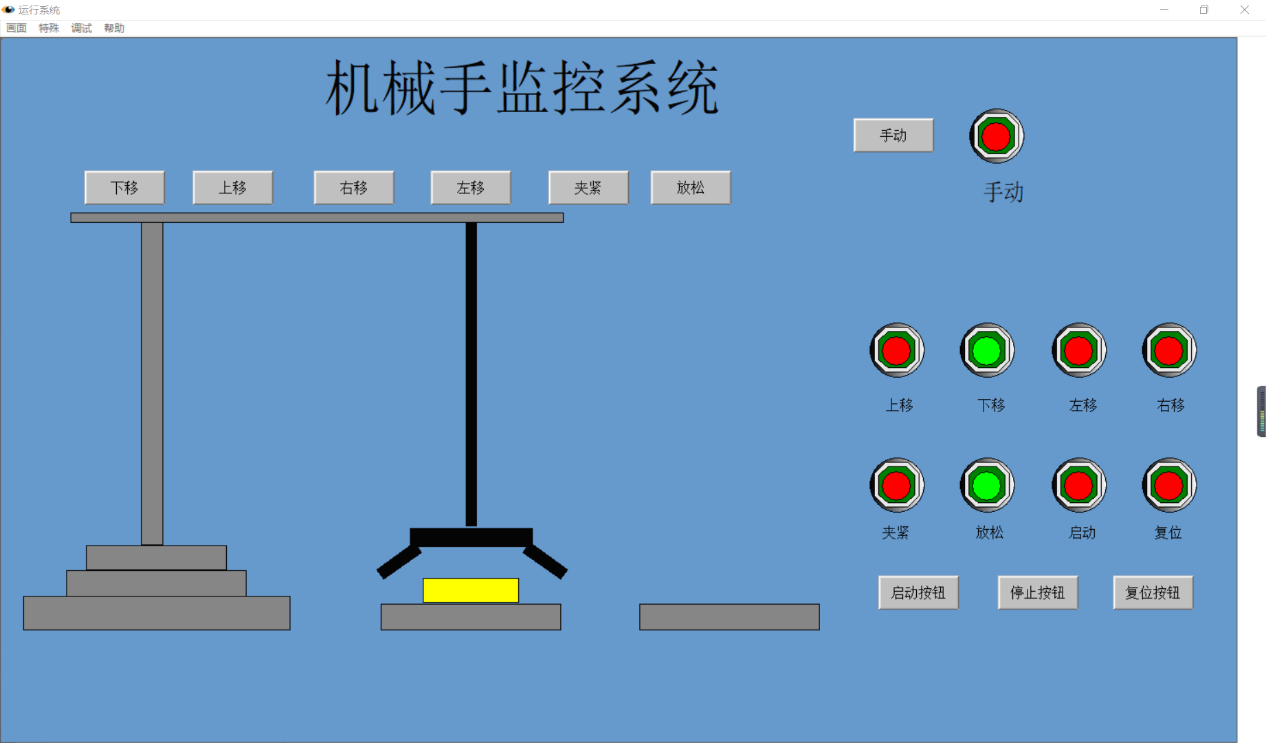 运行系统
画面 特殊 调试 帮助
机械手监控系统
手动
手动
下移 上移 右移 左移 夹紧 放松
上移 下移 左移 右移
夹紧 放松 启动 复位
启动按钮 停止按钮 复位按钮